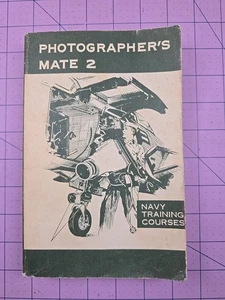 PHOTOGRAPHER'S
MATE 2
NAVY
TRAINING
COURSES